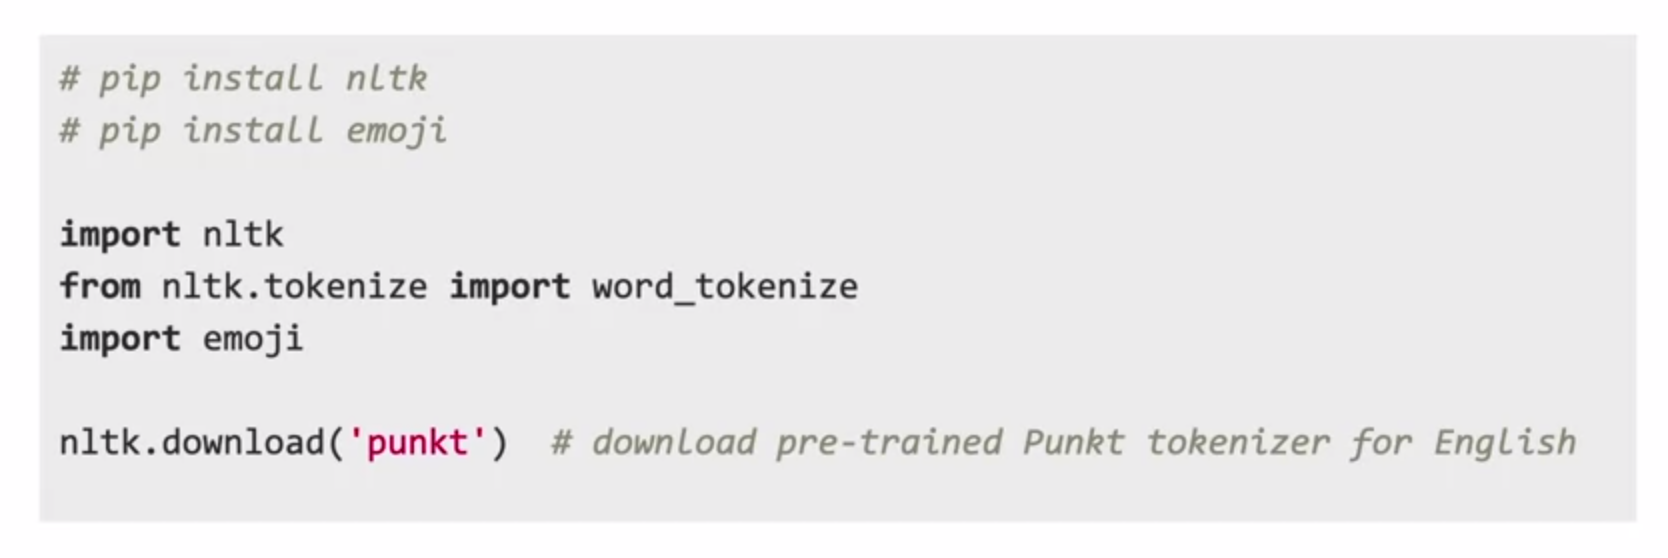 # pip install nltk
# pip install emoji
import nltk
from nltk.tokenize import word_tokenize
import emoji
nltk.download('punkt')  # download pre-trained Punkt tokenizer for English